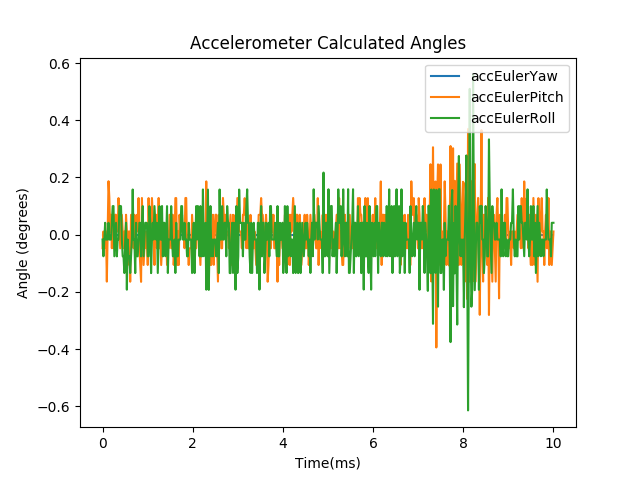 Accelerometer Calculated Angles
accEulerYaw
accEulerPitch
accEulerRoll
Angle (degrees)
0.6
0.4
0.2
0.0
−0.2
−0.4
−0.6
0
2
4
6
8
10
Time(ms)